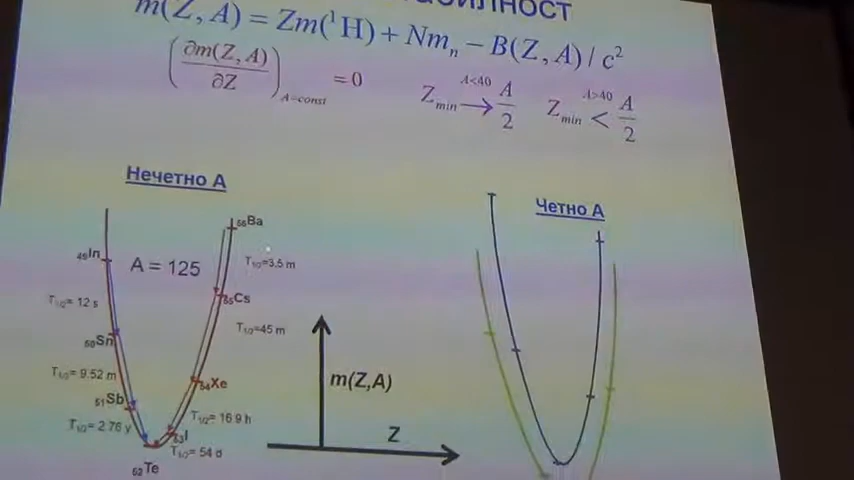 m(Z, A) = Zm(¹H) + Nmₙ − B(Z, A) / c²
(∂m(Z, A) / ∂Z)_A=const = 0
Z_min →^(A<40) A/2
Z_min <^(A>40) A/2
Нечетно A
Четно A
₅₆Ba
₄₉In
A = 125
T₁/₂=3.5 m
₅₅Cs
T₁/₂= 12 s
T₁/₂=45 m
₅₀Sn
T₁/₂= 9.52 m
₅₄Xe
m(Z,A)
₅₁Sb
T₁/₂= 16.9 h
T₁/₂= 2.76 y
₅₃I
Z
T₁/₂= 54 d
₅₂Te